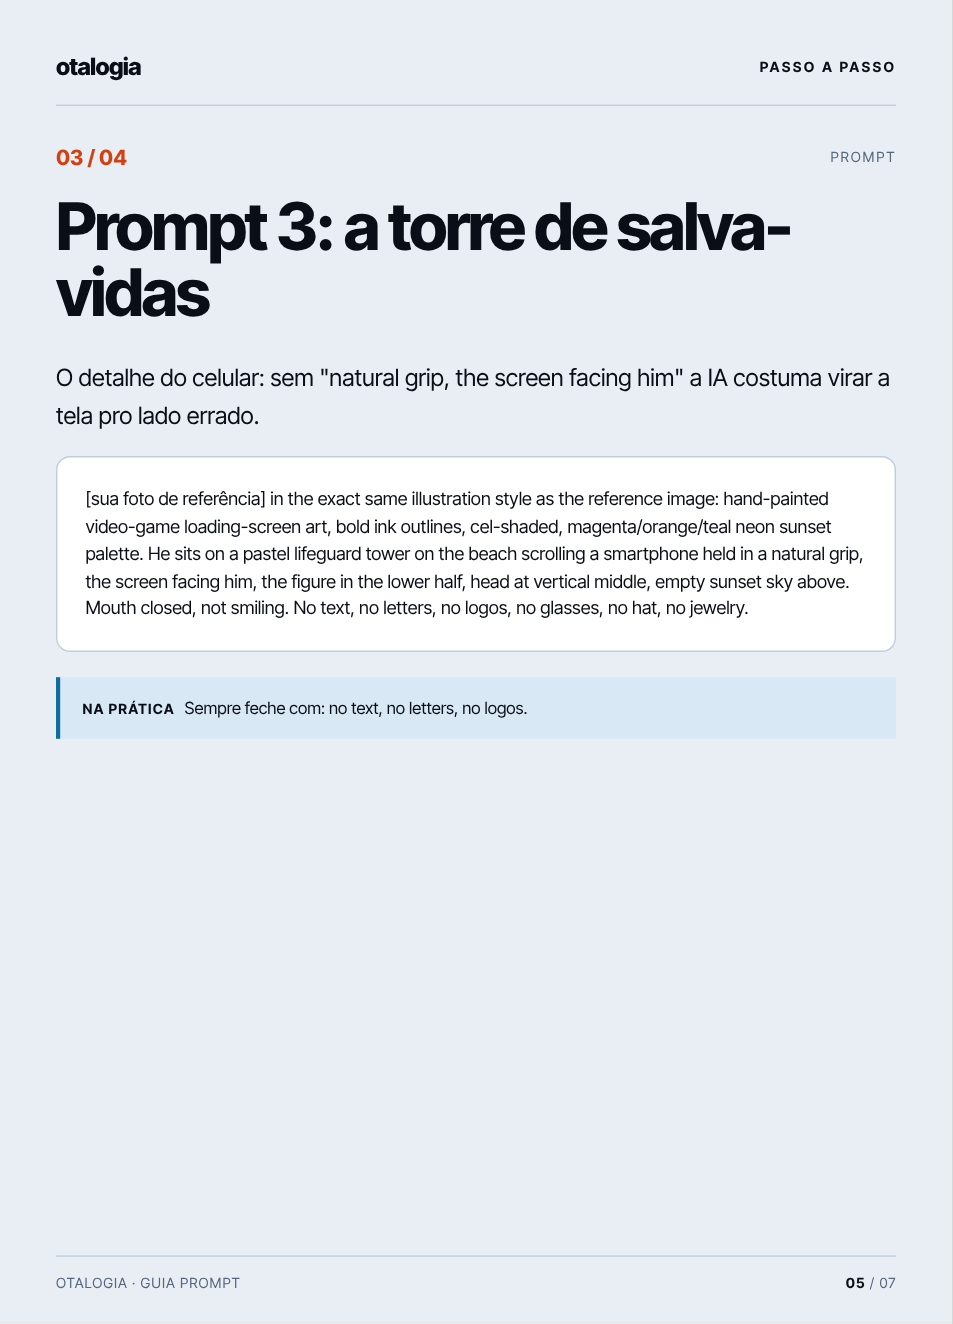 otalogia
PASSO A PASSO
03 / 04
PROMPT
Prompt 3: a torre de salva-
vidas
O detalhe do celular: sem "natural grip, the screen facing him" a IA costuma virar a
tela pro lado errado.
[sua foto de referência] in the exact same illustration style as the reference image: hand-painted
video-game loading-screen art, bold ink outlines, cel-shaded, magenta/orange/teal neon sunset
palette. He sits on a pastel lifeguard tower on the beach scrolling a smartphone held in a natural grip,
the screen facing him, the figure in the lower half, head at vertical middle, empty sunset sky above.
Mouth closed, not smiling. No text, no letters, no logos, no glasses, no hat, no jewelry.
NA PRÁTICA Sempre feche com: no text, no letters, no logos.
OTALOGIA · GUIA PROMPT
05 / 07